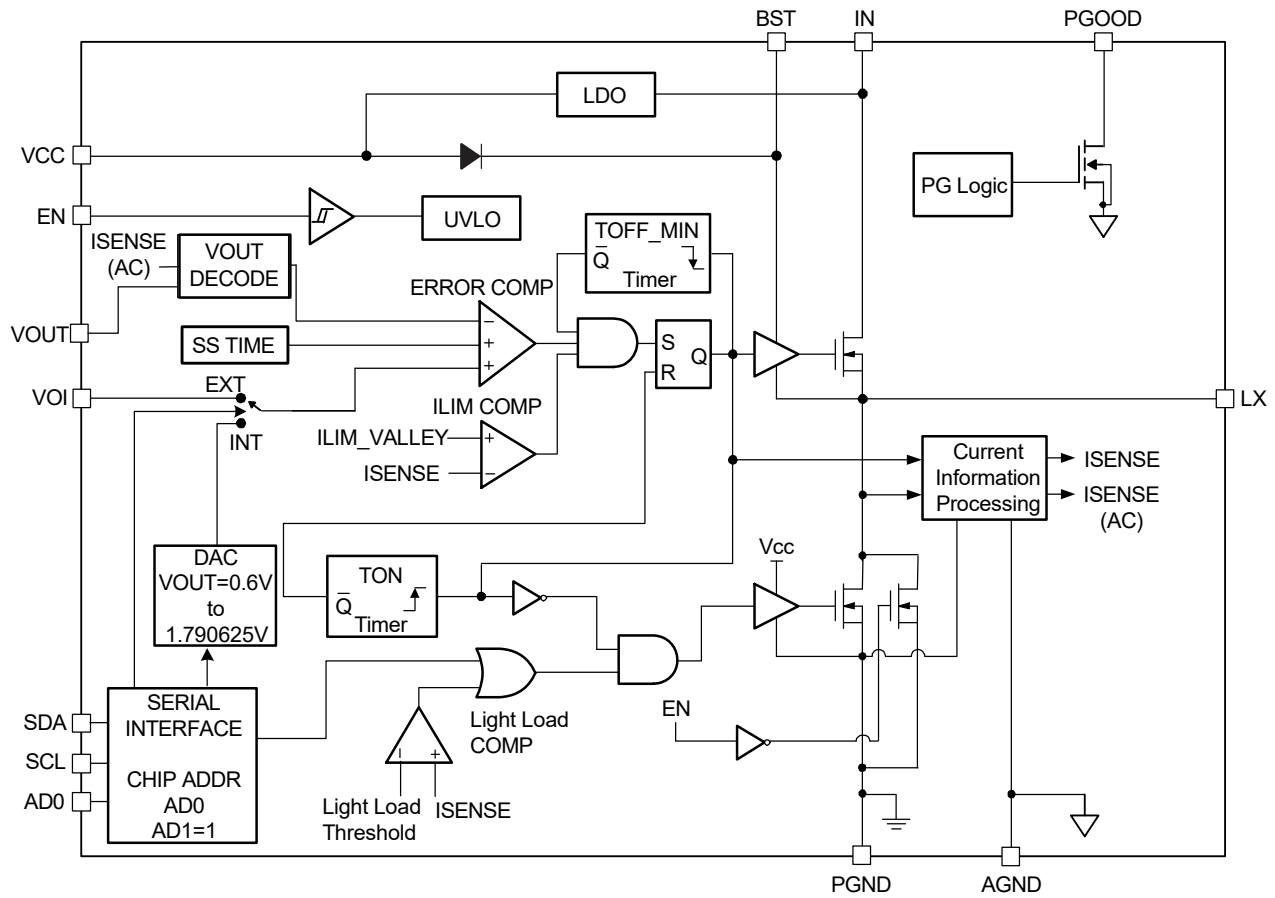 BST
IN
PGOOD
LDO
VCC
PG Logic
EN
UVLO
ISENSE
(AC)
VOUT
DECODE
TOFF_MIN
Q
Timer
ERROR COMP
VOUT
SS TIME
−
+
+
S
R
Q
EXT
VOI
LX
INT
ILIM COMP
ILIM_VALLEY
+
ISENSE
−
Current
Information
Processing
ISENSE
ISENSE
(AC)
DAC
VOUT=0.6V
to
1.790625V
TON
Q
Timer
Vcc
SERIAL
INTERFACE
CHIP ADDR
AD0
AD1=1
SDA
SCL
AD0
Light Load
COMP
−
+
Light Load
Threshold
ISENSE
EN
PGND
AGND